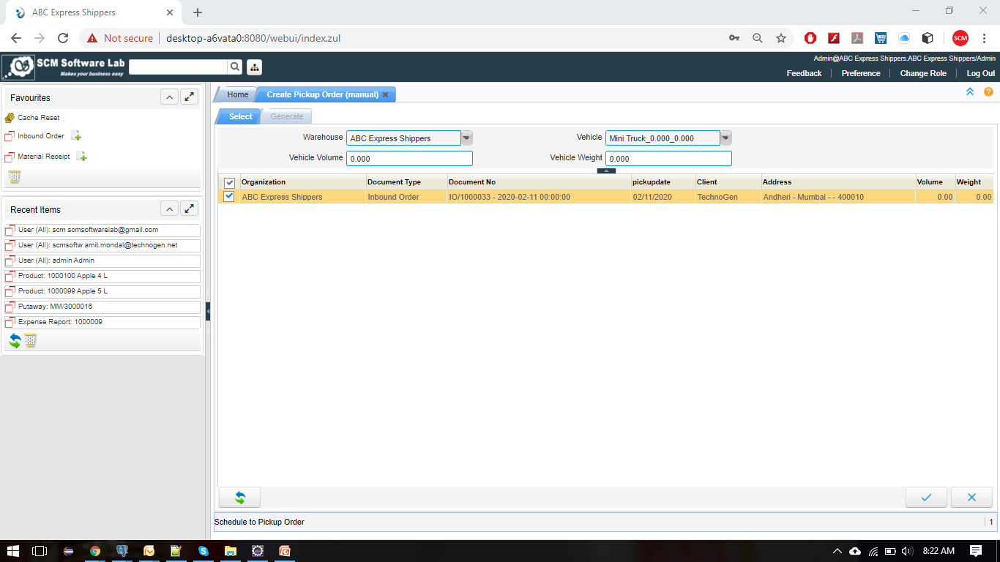 ABC Express Shippers
Not secure
desktop-a6vata0:8080/webui/index.zul
SCM
SCM Software Lab
Makes your business easy
Admin@ABC Express Shippers.ABC Express Shippers/Admin
Feedback
Preference
Change Role
Log Out
Favourites
Cache Reset
Inbound Order
Material Receipt
Recent Items
User (All): scm scmsoftwarelab@gmail.com
User (All): scmsoftw amit.mondal@technogen.net
User (All): admin Admin
Product: 1000100 Apple 4 L
Product: 1000099 Apple 5 L
Putaway: MM/3000016
Expense Report: 1000009
Home
Create Pickup Order (manual)
Select
Generate
Warehouse ABC Express Shippers Vehicle Mini Truck_0.000_0.000
Vehicle Volume 0.000 Vehicle Weight 0.000
Organization Document Type Document No pickupdate Client Address Volume Weight
ABC Express Shippers Inbound Order IO/1000033 - 2020-02-11 00:00:00 02/11/2020 TechnoGen Andheri - Mumbai - - 400010 0.00 0.00
Schedule to Pickup Order 1
8:22 AM